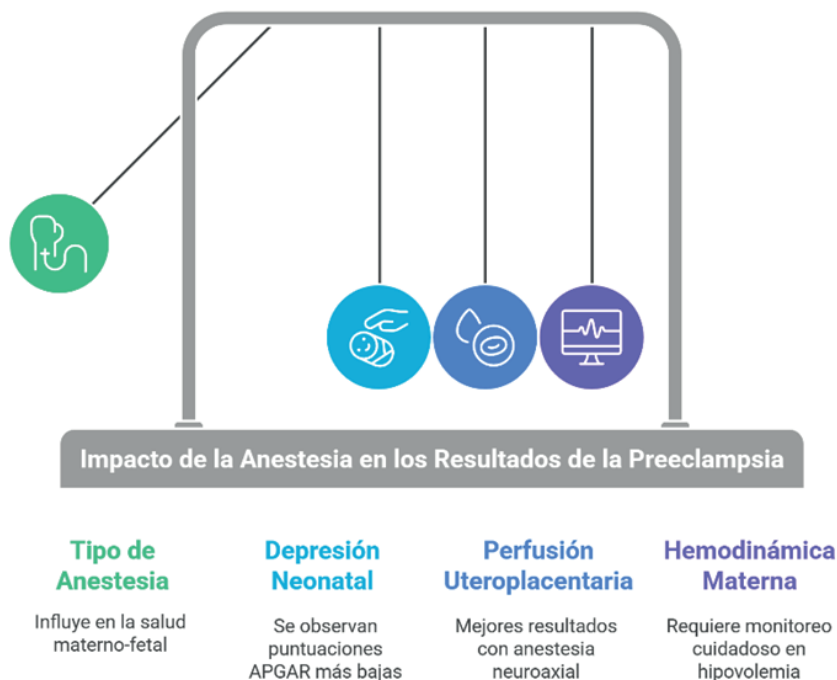 Impacto de la Anestesia en los Resultados de la Preeclampsia
Tipo de
Anestesia
Influye en la salud
materno-fetal
Depresión
Neonatal
Se observan
puntuaciones
APGAR más bajas
Perfusión
Uteroplacentaria
Mejores resultados
con anestesia
neuroaxial
Hemodinámica
Materna
Requiere monitoreo
cuidadoso en
hipovolemia